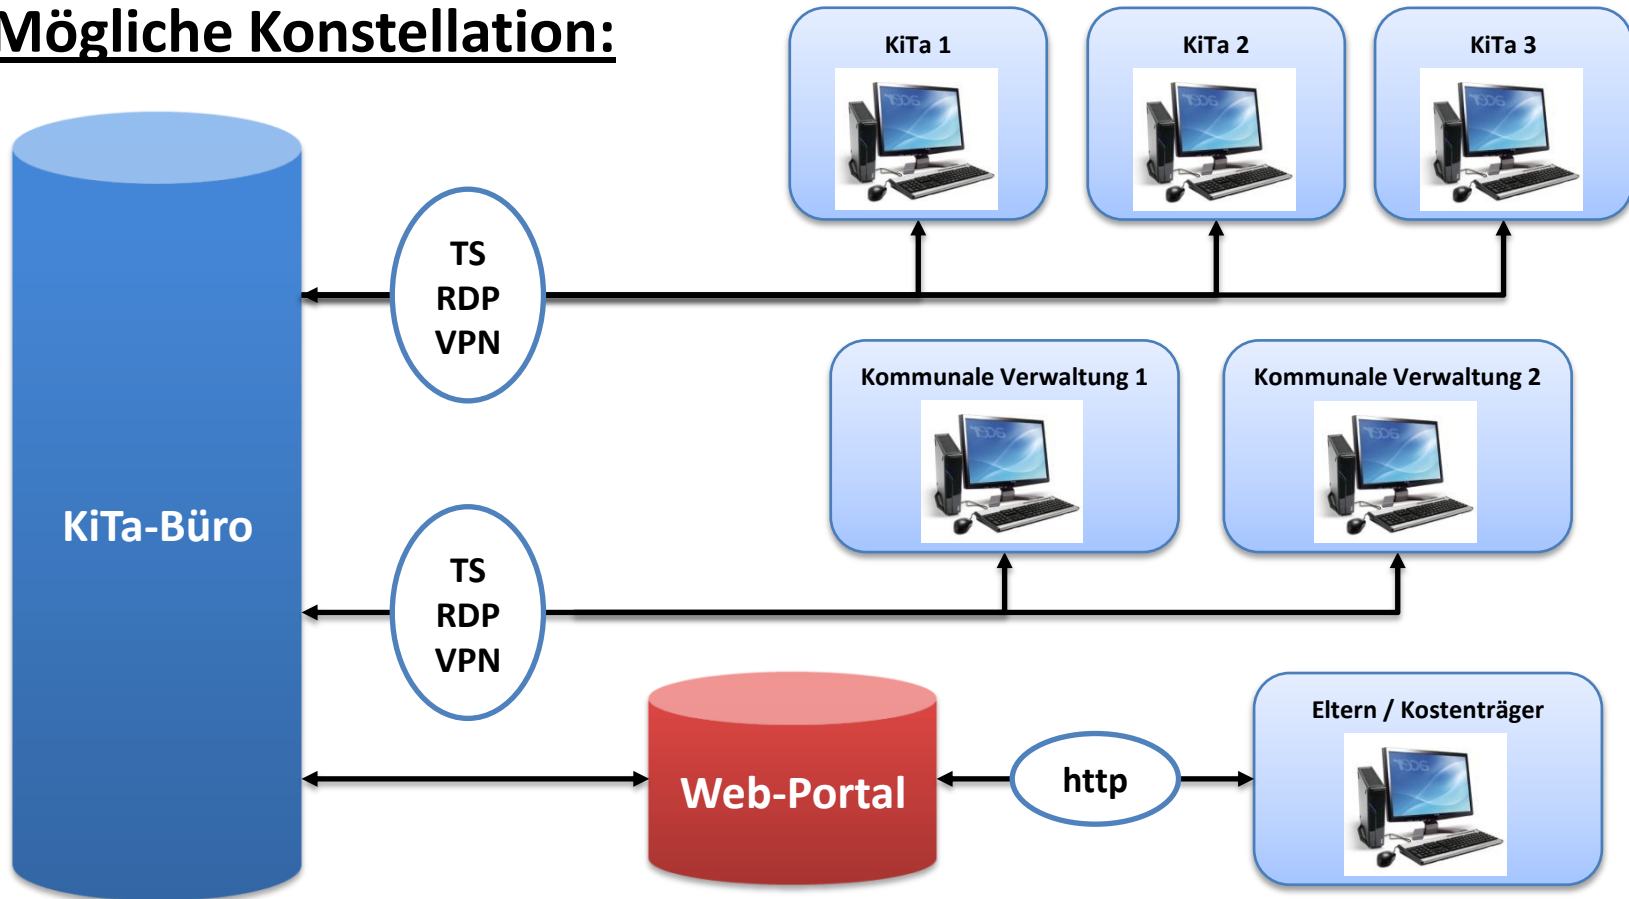 Mögliche Konstellation:
KiTa 1
KiTa 2
KiTa 3
TS
RDP
VPN
Kommunale Verwaltung 1
Kommunale Verwaltung 2
KiTa-Büro
TS
RDP
VPN
Eltern / Kostenträger
Web-Portal
http